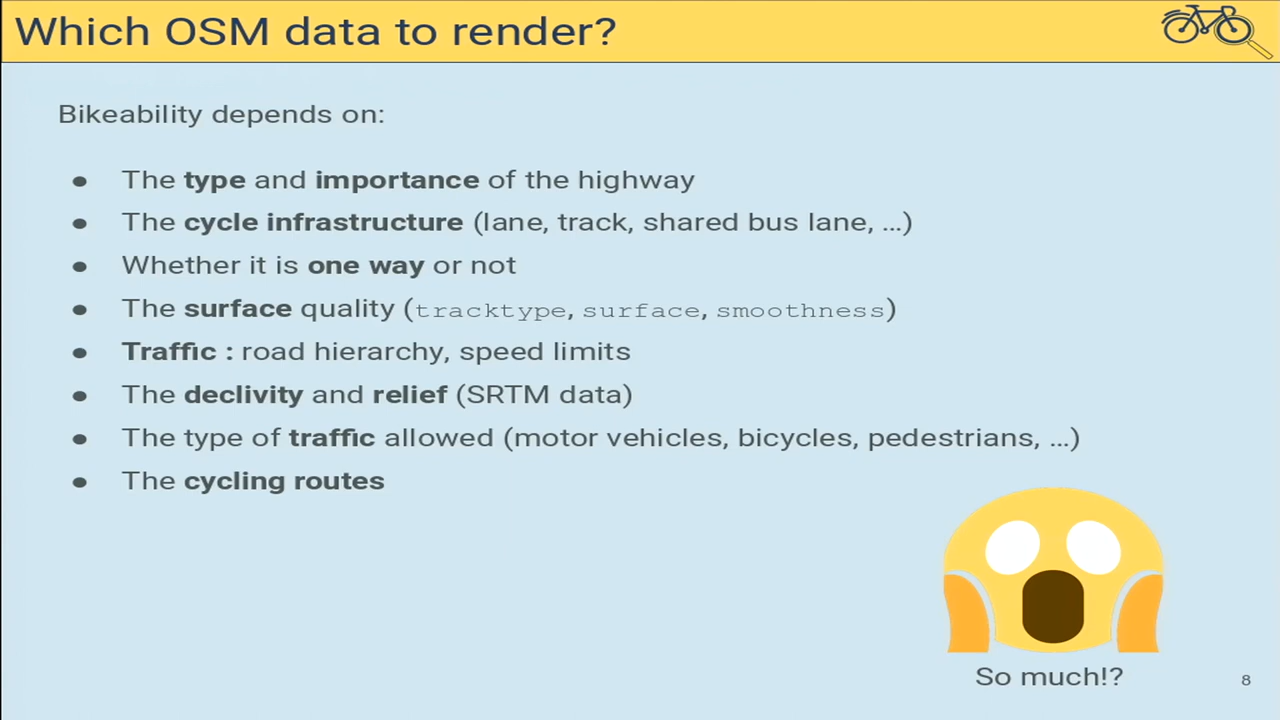 Which OSM data to render?
Bikeability depends on:
● The type and importance of the highway
● The cycle infrastructure (lane, track, shared bus lane, ...)
● Whether it is one way or not
● The surface quality (tracktype, surface, smoothness)
● Traffic : road hierarchy, speed limits
● The declivity and relief (SRTM data)
● The type of traffic allowed (motor vehicles, bicycles, pedestrians, ...)
● The cycling routes
So much!?
8